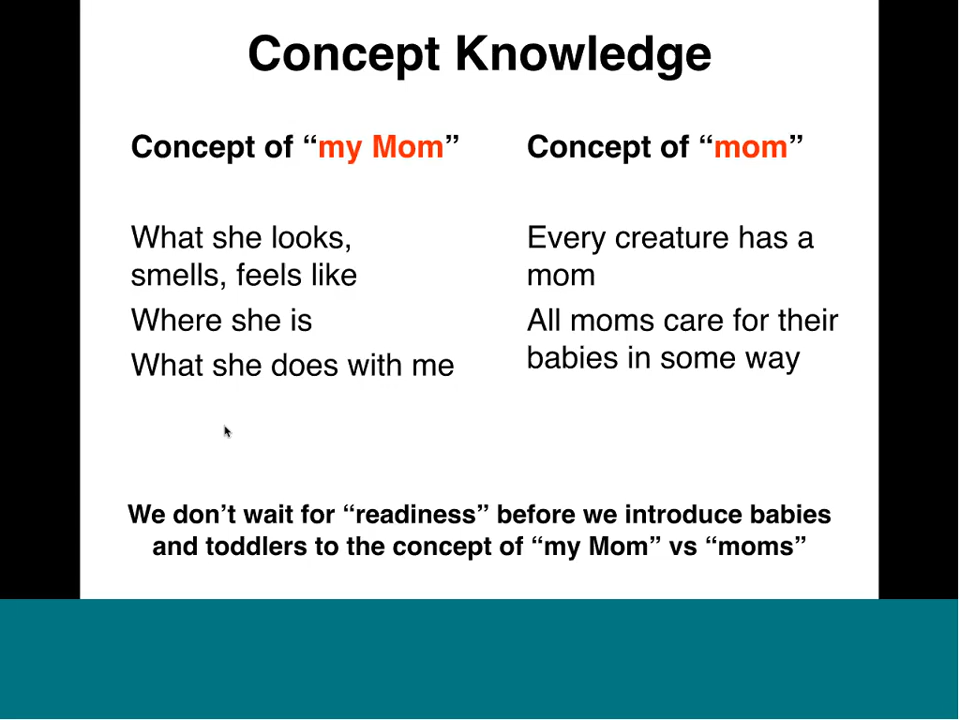 Concept Knowledge
Concept of “my Mom”
What she looks,
smells, feels like
Where she is
What she does with me
Concept of “mom”
Every creature has a
mom
All moms care for their
babies in some way
We don’t wait for “readiness” before we introduce babies
and toddlers to the concept of “my Mom” vs “moms”